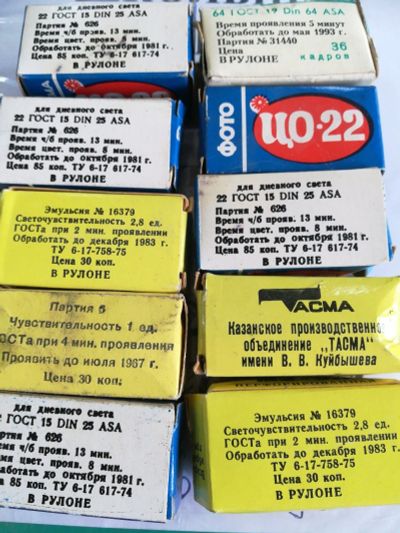 22 ГОСТ 15 DIN 25 ASA
Партия № 626
Время ч/б прояв. 13 мин.
Время цвет. прояв. 8 мин.
Обработать до октября 1981 г.
Цена 85 коп. ТУ 6-17 617-74
В РУЛОНЕ
64 ГОСТ 19 Din 64 ASA
Время проявления 5 минут
Обработать до мая 1993 г.
Партия № 31440
Цена 36
В РУЛОНЕ кадров
для дневного света
22 ГОСТ 15 DIN 25 ASA
Партия № 626
Время ч/б прояв. 13 мин.
Время цвет. прояв. 8 мин.
Обработать до октября 1981 г.
Цена 85 коп. ТУ 6-17 617-74
В РУЛОНЕ
ФОТО
ЦО-22
Эмульсия № 16379
Светочувствительность 2,8 ед.
ГОСТа при 2 мин. проявлении
Обработать до декабря 1983 г.
ТУ 6-17-758-75
Цена 30 коп.
В РУЛОНЕ
для дневного света
22 ГОСТ 15 DIN 25 ASA
Партия № 626
Время ч/б прояв. 13 мин.
Время цвет. прояв. 8 мин.
Обработать до октября 1981 г.
Цена 85 коп. ТУ 6-17 617-74
В РУЛОНЕ
Партия 5
Чувствительность 1 ед.
ГОСТа при 4 мин. проявления
Проявить до июля 1967 г.
Цена 30 коп.
ТАСМА
Казанское производственное
объединение „ТАСМА"
имени В. В. Куйбышева
для дневного света
22 ГОСТ 15 DIN 25 ASA
Партия № 626
Время ч/б прояв. 13 мин.
Время цвет. прояв. 8 мин.
Обработать до октября 1981 г.
Цена 85 коп. ТУ 6-17 617-74
В РУЛОНЕ
Эмульсия № 16379
Светочувствительность 2,8 ед.
ГОСТа при 2 мин. проявлении
Обработать до декабря 1983 г.
ТУ 6-17-758-75
Цена 30 коп.
В РУЛОНЕ